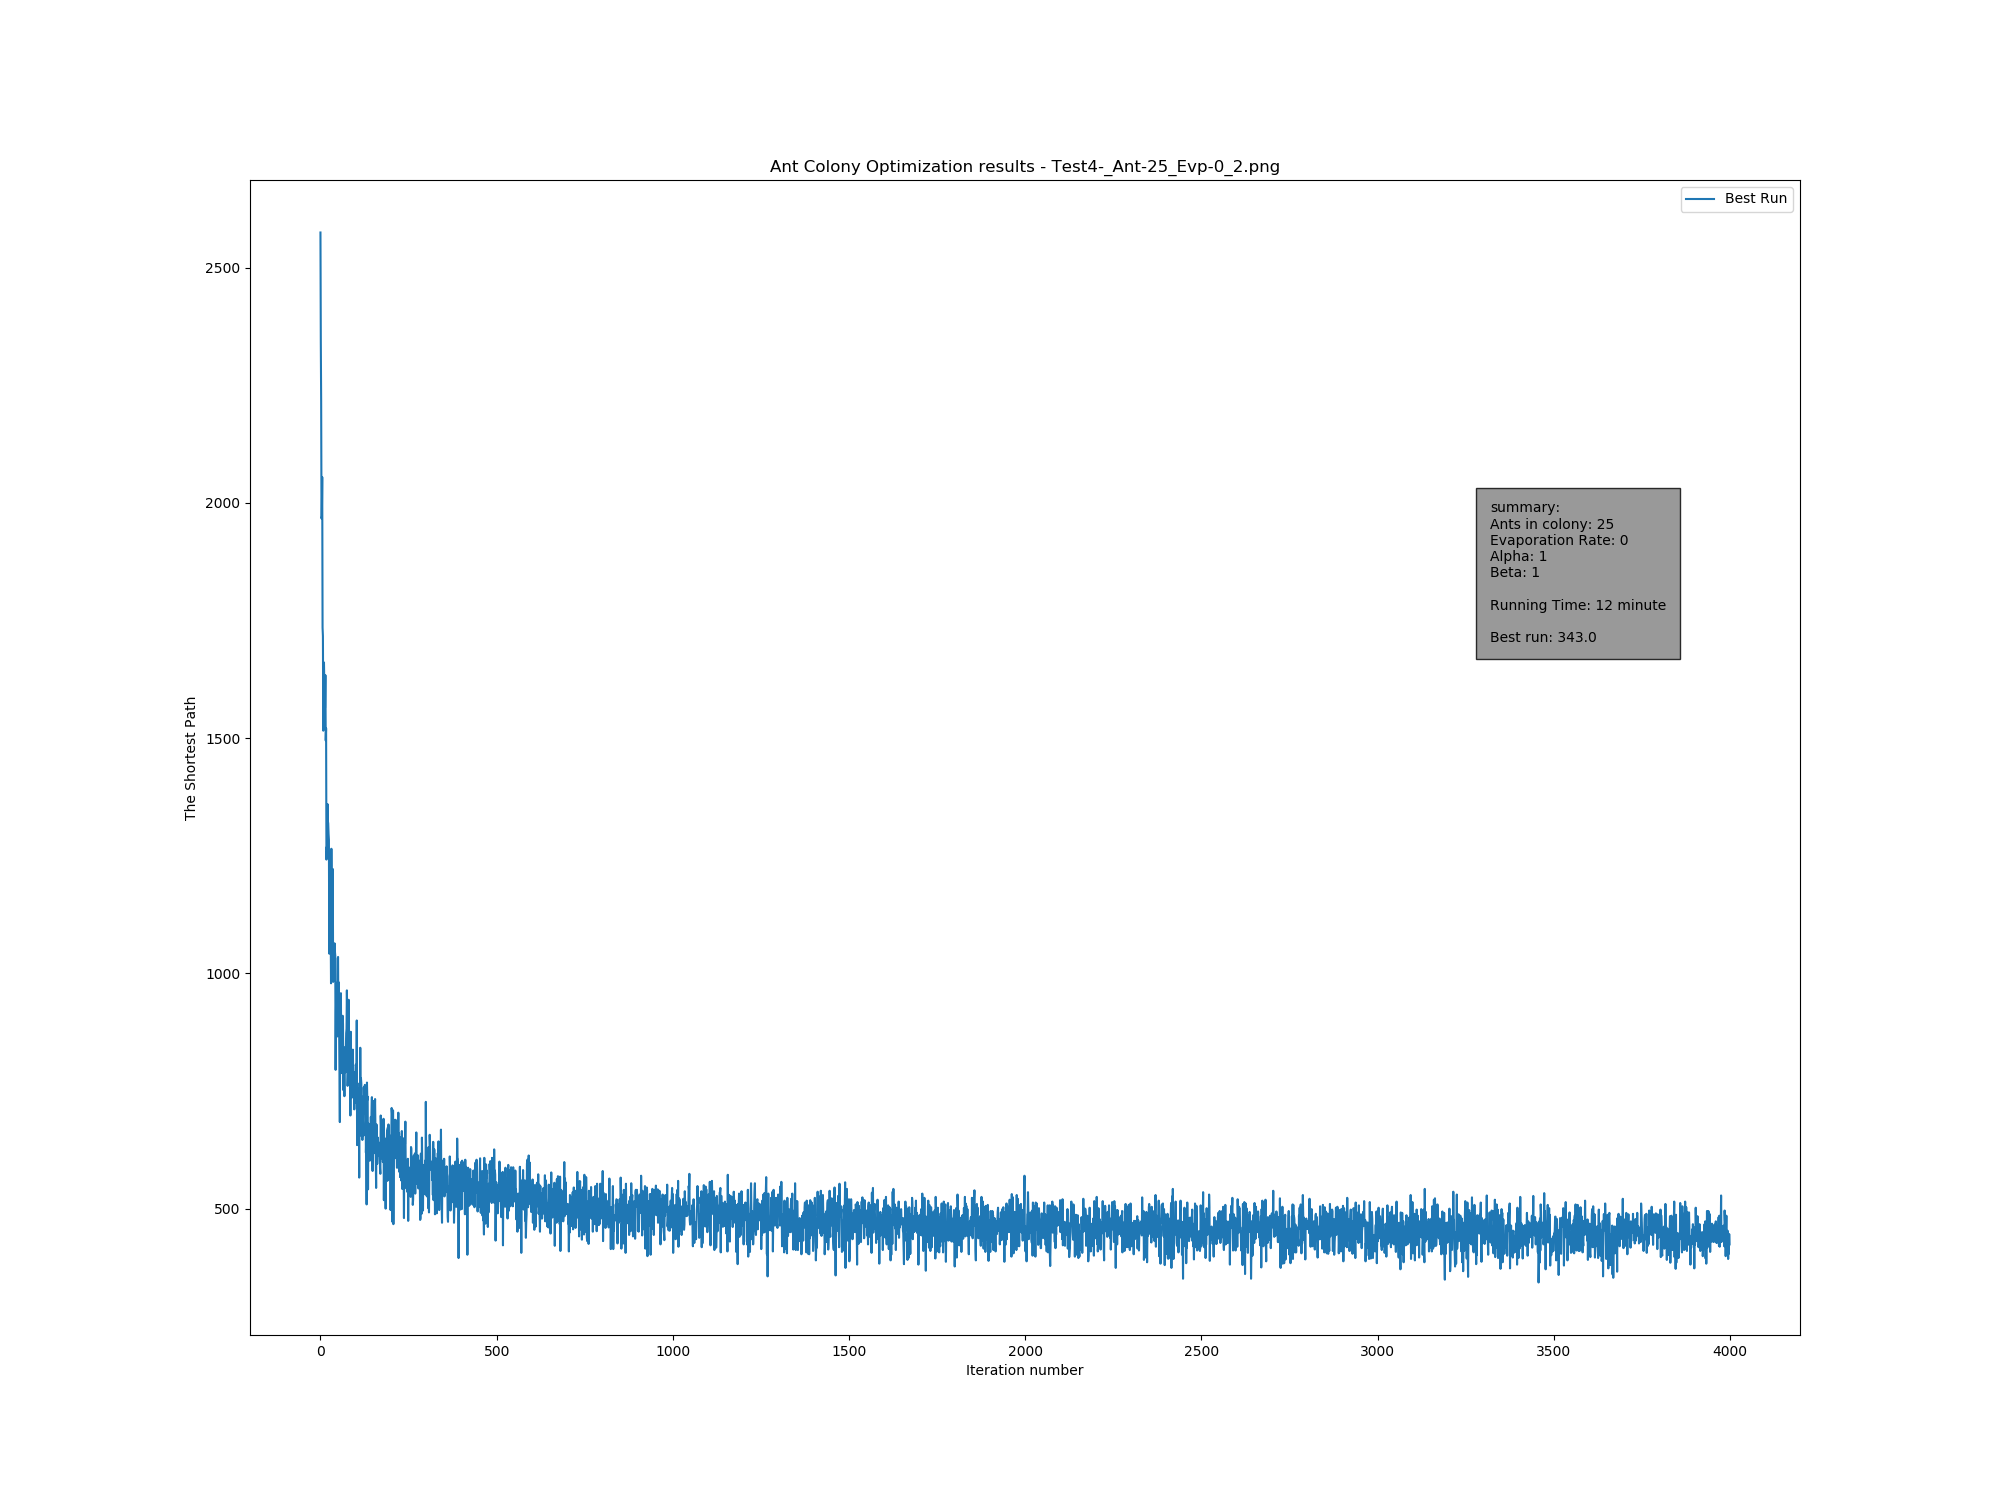 Ant Colony Optimization results - Test4-_Ant-25_Evp-0_2.png
Best Run
2500
2000
1500
1000
500
The Shortest Path
summary:
Ants in colony: 25
Evaporation Rate: 0
Alpha: 1
Beta: 1
Running Time: 12 minute
Best run: 343.0
0 500 1000 1500 2000 2500 3000 3500 4000
Iteration number